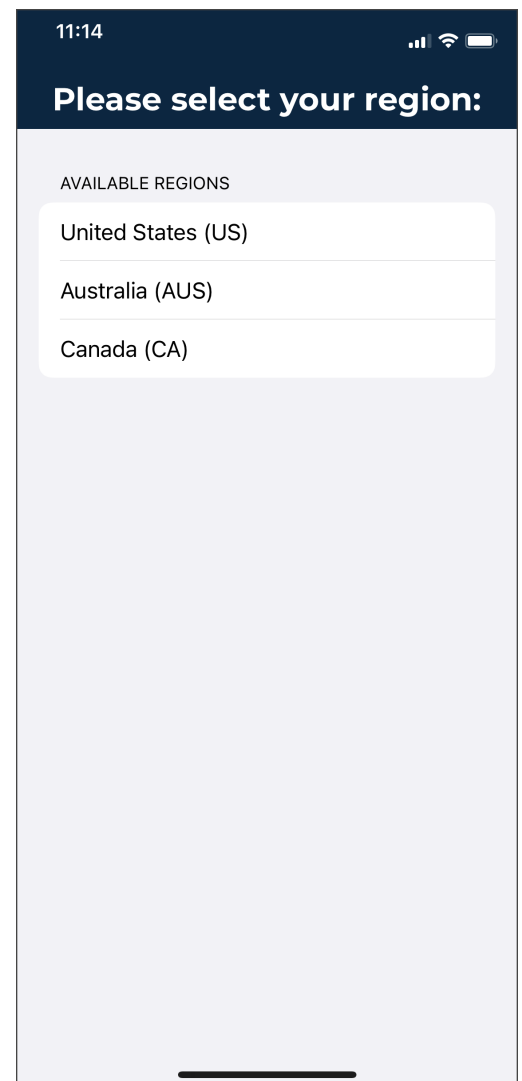 11:14
Please select your region:
AVAILABLE REGIONS
United States (US)
Australia (AUS)
Canada (CA)